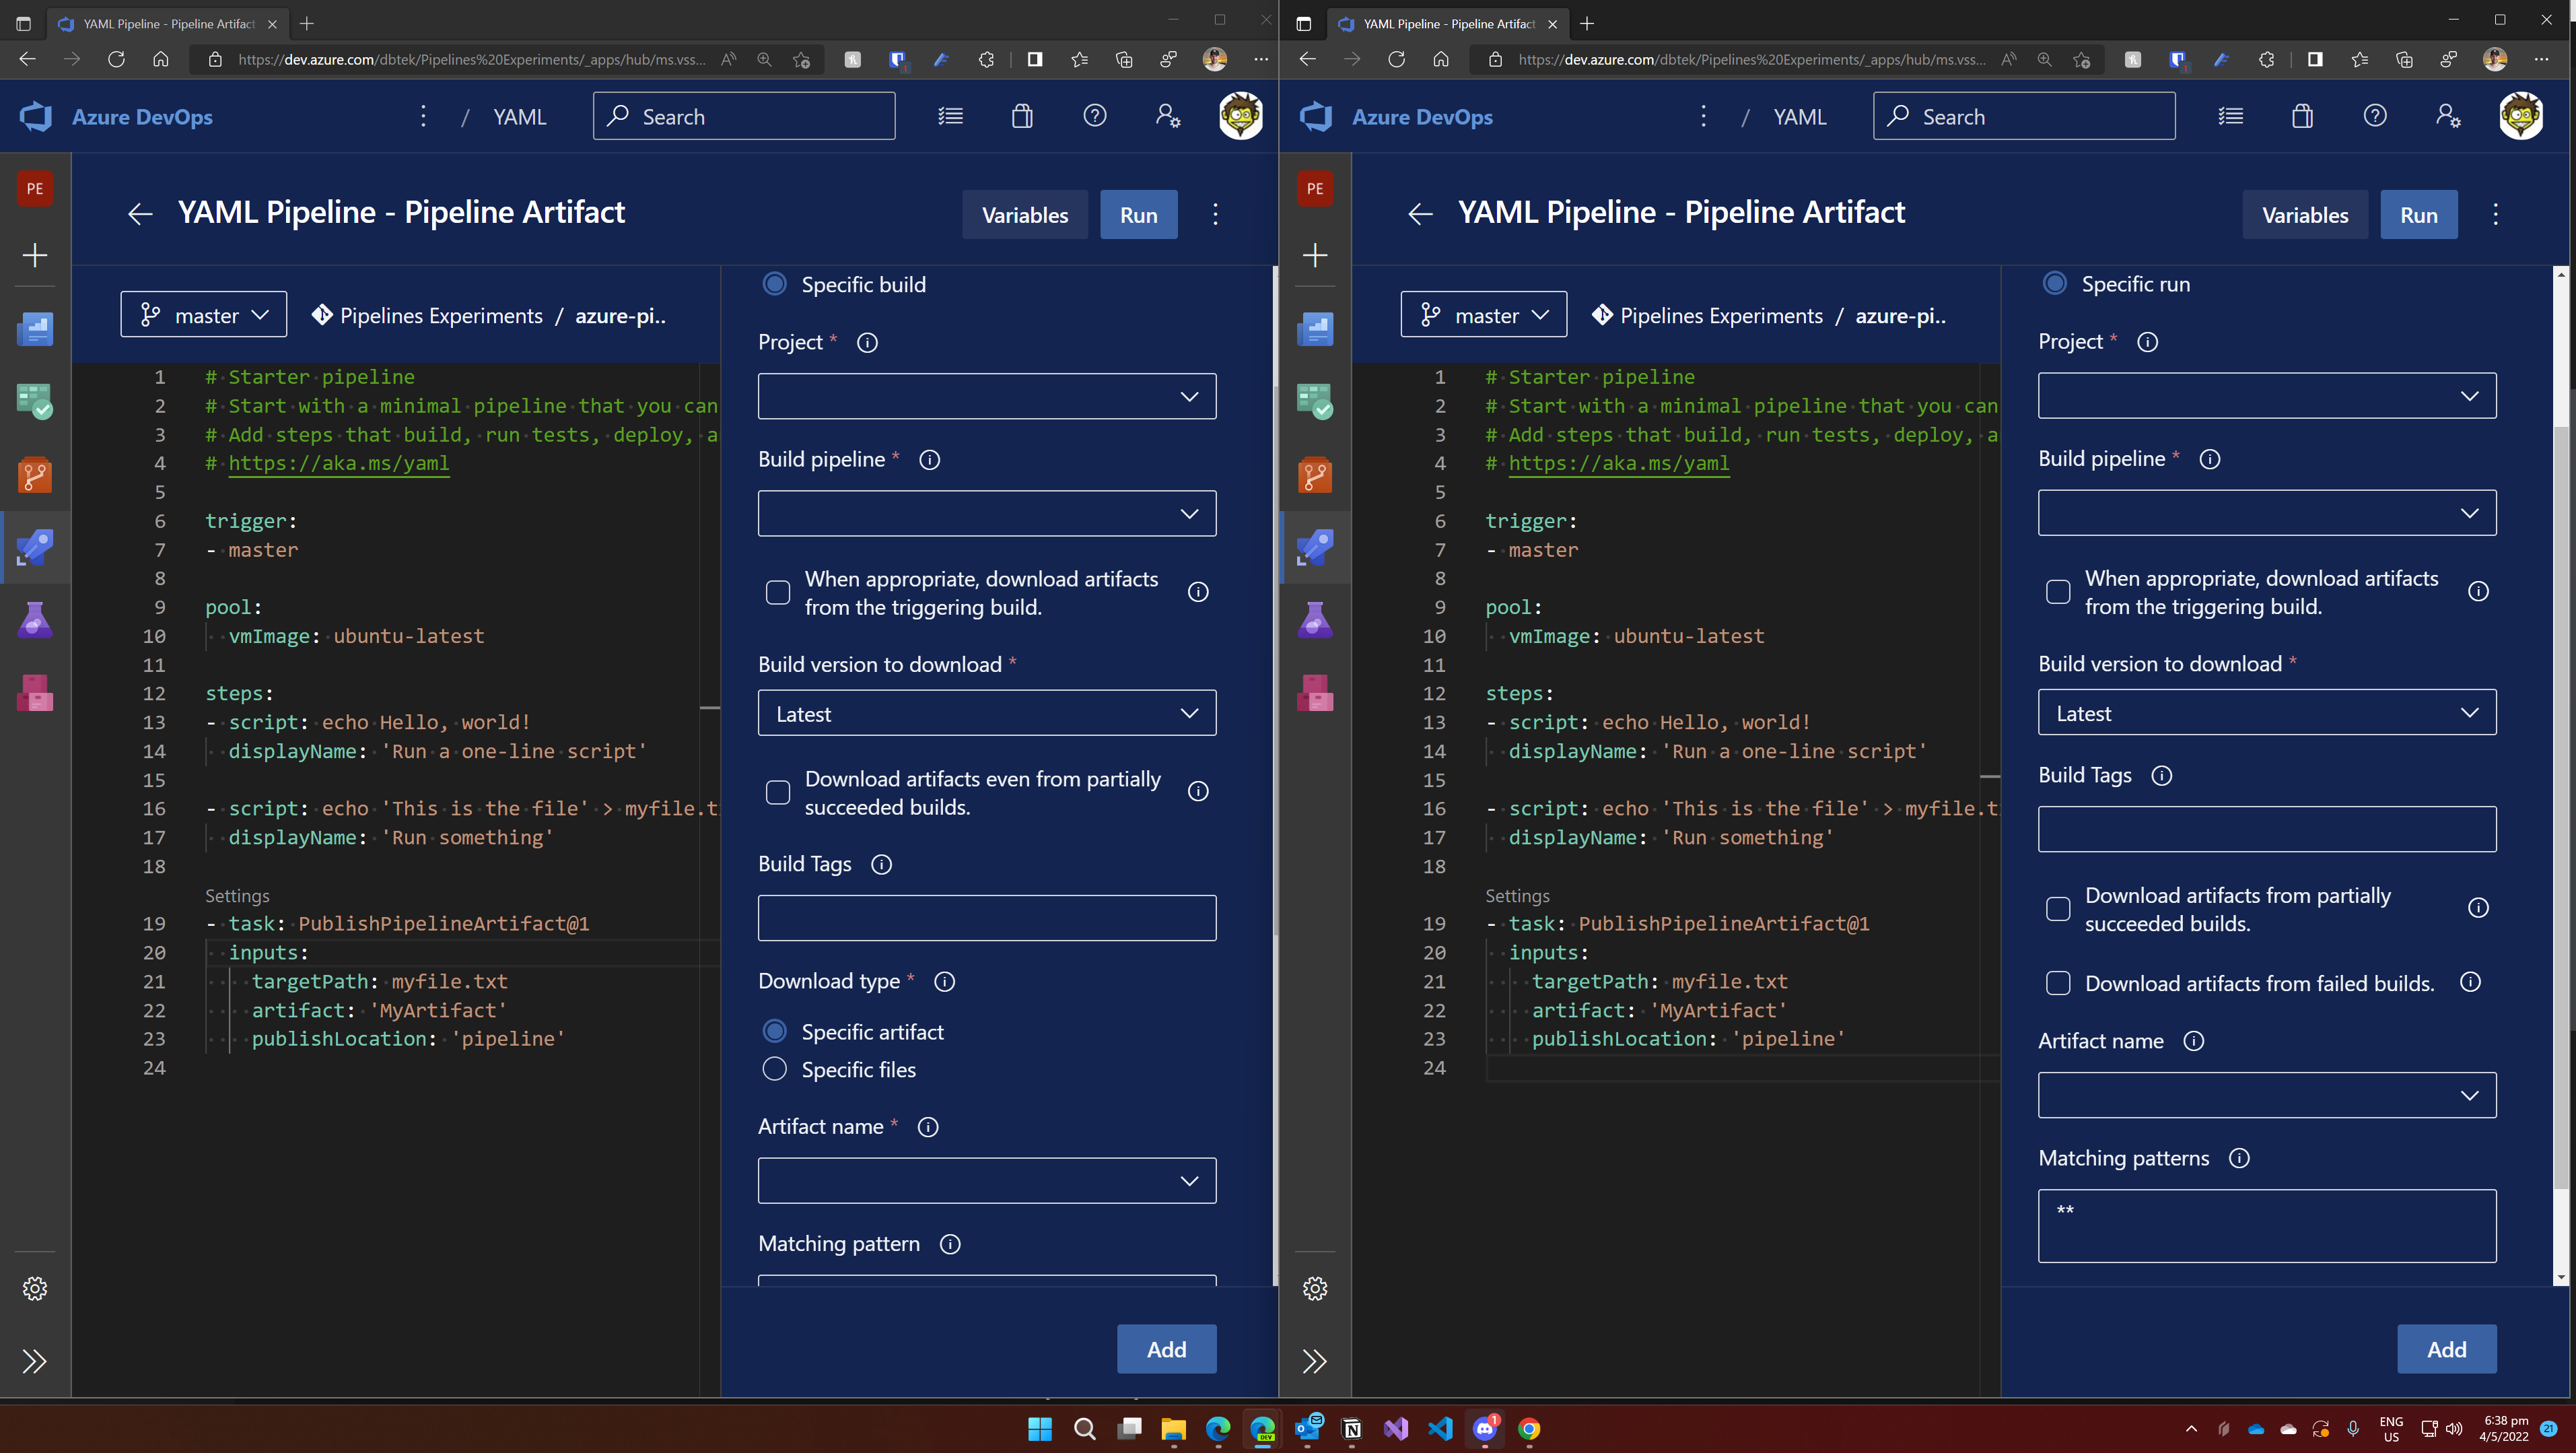 YAML Pipeline - Pipeline Artifact
https://dev.azure.com/dbtek/Pipelines%20Experiments/_apps/hub/ms.vss...
Azure DevOps
/ YAML
Search
PE
YAML Pipeline - Pipeline Artifact
Variables
Run
master
Pipelines Experiments / azure-pi..
1 # Starter pipeline
2 # Start with a minimal pipeline that you can
3 # Add steps that build, run tests, deploy, a
4 # https://aka.ms/yaml
5
6 trigger:
7 - master
8
9 pool:
10 vmImage: ubuntu-latest
11
12 steps:
13 - script: echo Hello, world!
14 displayName: 'Run a one-line script'
15
16 - script: echo 'This is the file' > myfile.t
17 displayName: 'Run something'
18
Settings
19 - task: PublishPipelineArtifact@1
20 inputs:
21 targetPath: myfile.txt
22 artifact: 'MyArtifact'
23 publishLocation: 'pipeline'
24
Specific build
Project *
Build pipeline *
When appropriate, download artifacts
from the triggering build.
Build version to download *
Latest
Download artifacts even from partially
succeeded builds.
Build Tags
Download type *
Specific artifact
Specific files
Artifact name *
Matching pattern
Add
YAML Pipeline - Pipeline Artifact
https://dev.azure.com/dbtek/Pipelines%20Experiments/_apps/hub/ms.vss...
Azure DevOps
/ YAML
Search
PE
YAML Pipeline - Pipeline Artifact
Variables
Run
master
Pipelines Experiments / azure-pi..
1 # Starter pipeline
2 # Start with a minimal pipeline that you can
3 # Add steps that build, run tests, deploy, a
4 # https://aka.ms/yaml
5
6 trigger:
7 - master
8
9 pool:
10 vmImage: ubuntu-latest
11
12 steps:
13 - script: echo Hello, world!
14 displayName: 'Run a one-line script'
15
16 - script: echo 'This is the file' > myfile.t
17 displayName: 'Run something'
18
Settings
19 - task: PublishPipelineArtifact@1
20 inputs:
21 targetPath: myfile.txt
22 artifact: 'MyArtifact'
23 publishLocation: 'pipeline'
24
Specific run
Project *
Build pipeline *
When appropriate, download artifacts
from the triggering build.
Build version to download *
Latest
Build Tags
Download artifacts from partially
succeeded builds.
Download artifacts from failed builds.
Artifact name
Matching patterns
**
Add
DEV
1
ENG
US
6:38 pm
4/5/2022
21